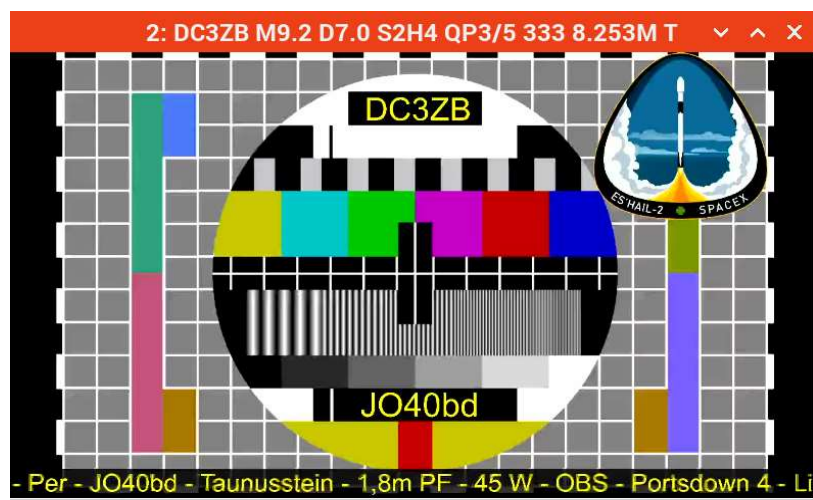 2: DC3ZB M9.2 D7.0 S2H4 QP3/5 333 8.253M T
DC3ZB
ES'HAIL-2 SPACEX
JO40bd
- Per - JO40bd - Taunusstein - 1,8m PF - 45 W - OBS - Portsdown 4 - Li